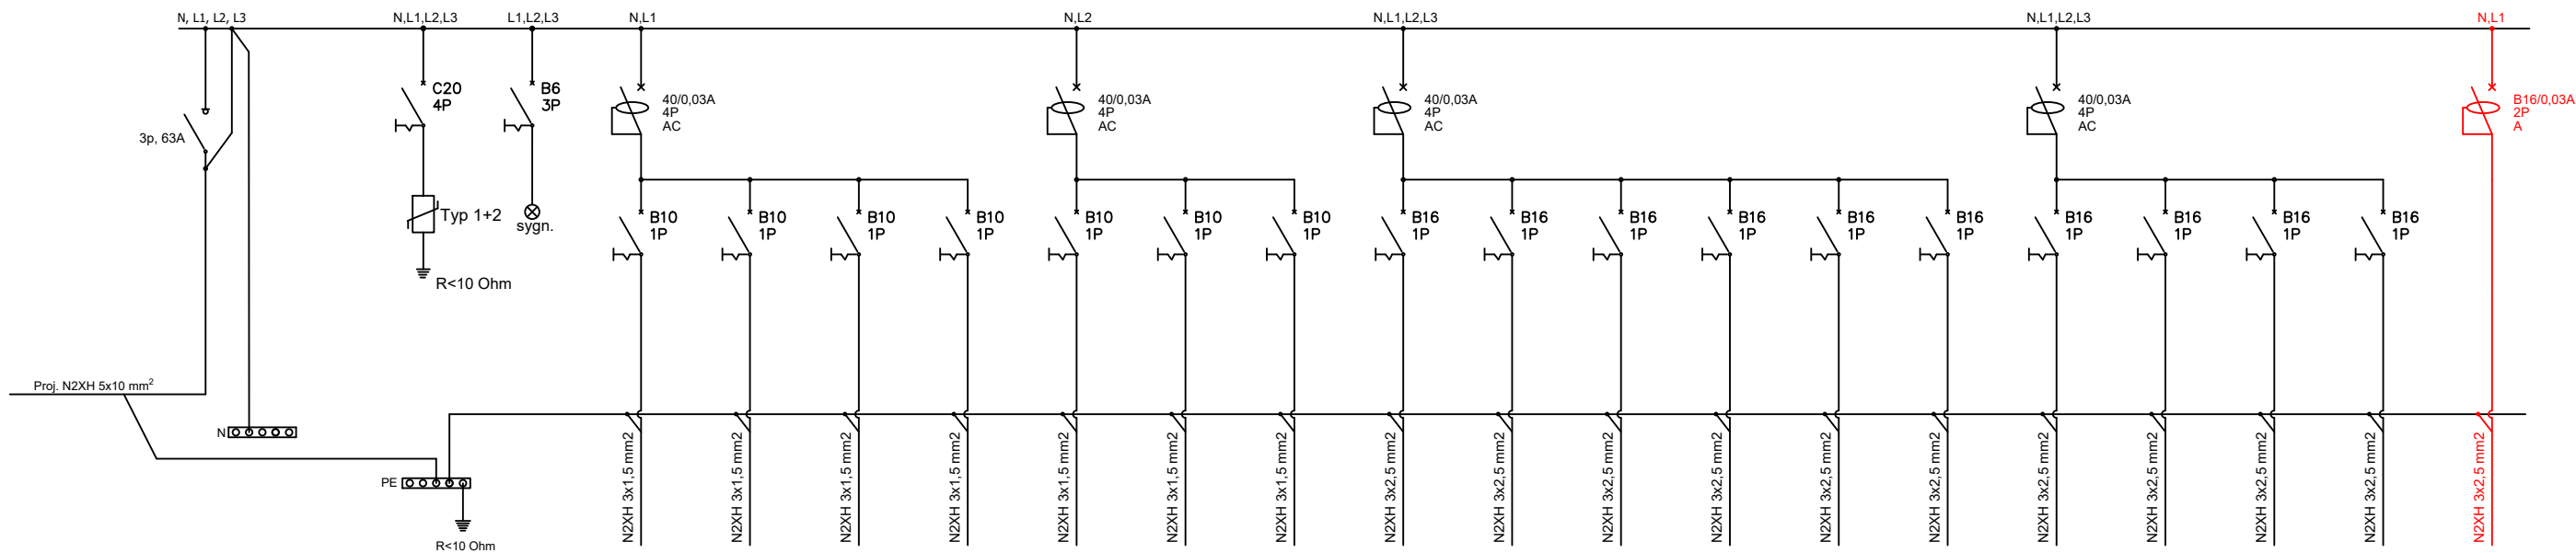 N, L1, L2, L3
N,L1,L2,L3
L1,L2,L3
N,L1
N,L2
N,L1,L2,L3
N,L1,L2,L3
N,L1
3p, 63A
C20
4P
B6
3P
40/0,03A
4P
AC
40/0,03A
4P
AC
40/0,03A
4P
AC
40/0,03A
4P
AC
B16/0,03A
2P
A
Typ 1+2
sygn.
R<10 Ohm
B10
1P
B10
1P
B10
1P
B10
1P
B10
1P
B10
1P
B10
1P
B16
1P
B16
1P
B16
1P
B16
1P
B16
1P
B16
1P
B16
1P
B16
1P
B16
1P
B16
1P
Proj. N2XH 5x10 mm²
N
PE
R<10 Ohm
N2XH 3x1,5 mm2
N2XH 3x1,5 mm2
N2XH 3x1,5 mm2
N2XH 3x1,5 mm2
N2XH 3x1,5 mm2
N2XH 3x1,5 mm2
N2XH 3x1,5 mm2
N2XH 3x2,5 mm2
N2XH 3x2,5 mm2
N2XH 3x2,5 mm2
N2XH 3x2,5 mm2
N2XH 3x2,5 mm2
N2XH 3x2,5 mm2
N2XH 3x2,5 mm2
N2XH 3x2,5 mm2
N2XH 3x2,5 mm2
N2XH 3x2,5 mm2
N2XH 3x2,5 mm2